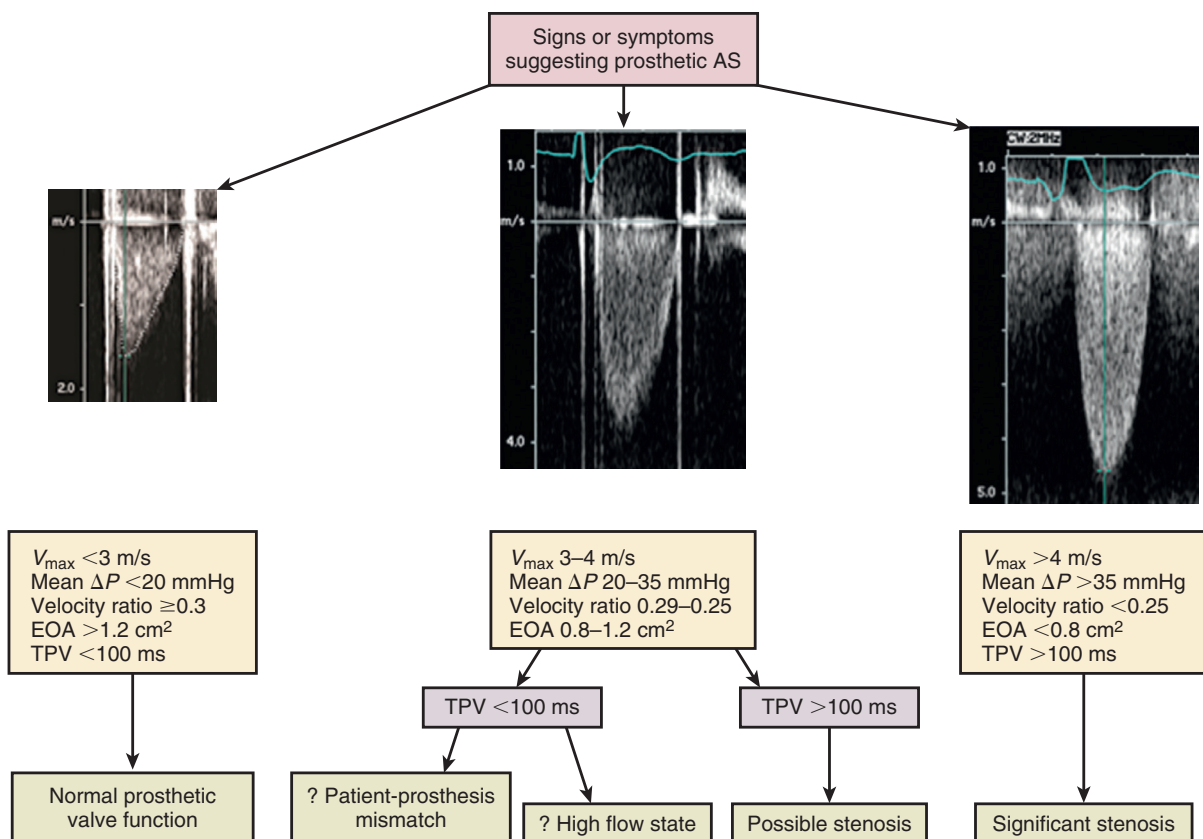 Signs or symptoms
suggesting prosthetic AS
m/s
2.0
1.0
m/s
4.0
CW:2MHz
1.0
m/s
5.0
Vmax <3 m/s
Mean ΔP <20 mmHg
Velocity ratio ≥0.3
EOA >1.2 cm²
TPV <100 ms
Vmax 3–4 m/s
Mean ΔP 20–35 mmHg
Velocity ratio 0.29–0.25
EOA 0.8–1.2 cm²
Vmax >4 m/s
Mean ΔP >35 mmHg
Velocity ratio <0.25
EOA <0.8 cm²
TPV >100 ms
TPV <100 ms
TPV >100 ms
Normal prosthetic
valve function
? Patient-prosthesis
mismatch
? High flow state
Possible stenosis
Significant stenosis